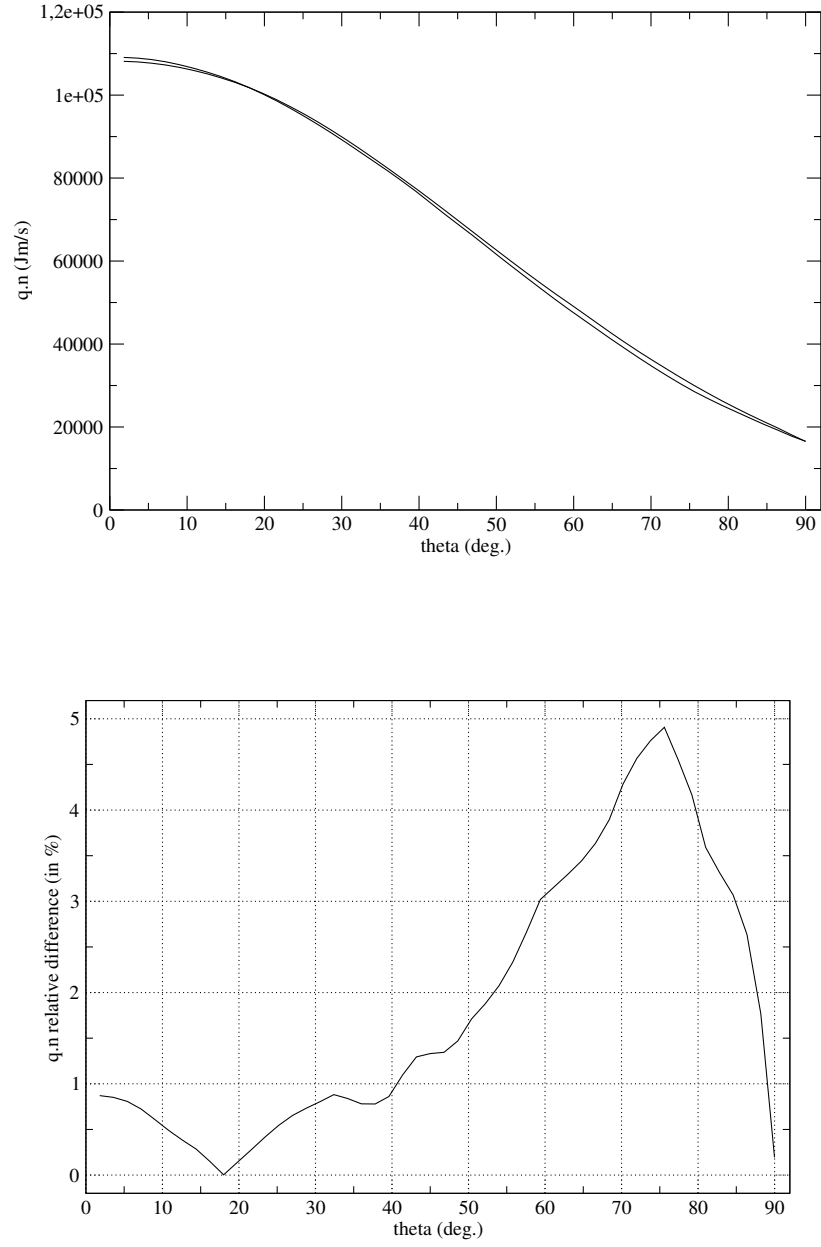 1,2e+05
1e+05
80000
60000
40000
20000
0
q.n (Jm/s)
0 10 20 30 40 50 60 70 80 90
theta (deg.)
5
4
3
2
1
0
q.n relative difference (in %)
0 10 20 30 40 50 60 70 80 90
theta (deg.)